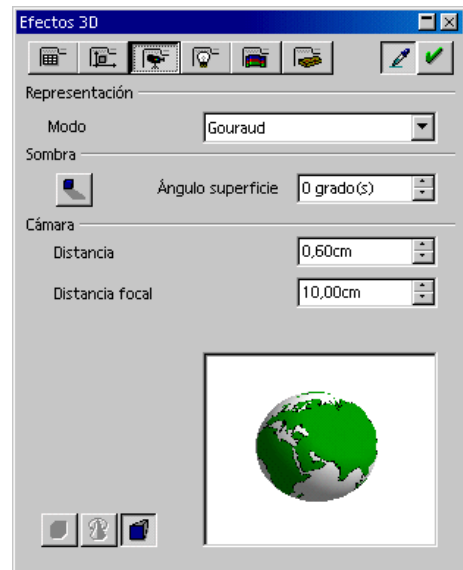 Efectos 3D
Representación
Modo Gouraud
Sombra
Ángulo superficie 0 grado(s)
Cámara
Distancia 0,60cm
Distancia focal 10,00cm